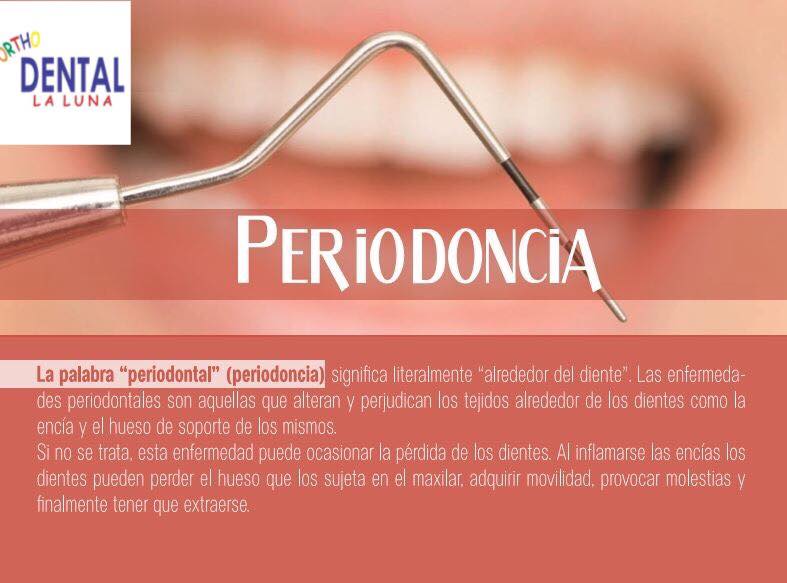 ORTHO
DENTAL
LA LUNA
PERiODONCiA
La palabra “periodontal” (periodoncia) significa literalmente “alrededor del diente”. Las enfermeda-
des periodontales son aquellas que alteran y perjudican los tejidos alrededor de los dientes como la
encía y el hueso de soporte de los mismos.
Si no se trata, esta enfermedad puede ocasionar la pérdida de los dientes. Al inflamarse las encías los
dientes pueden perder el hueso que los sujeta en el maxilar, adquirir movilidad, provocar molestias y
finalmente tener que extraerse.